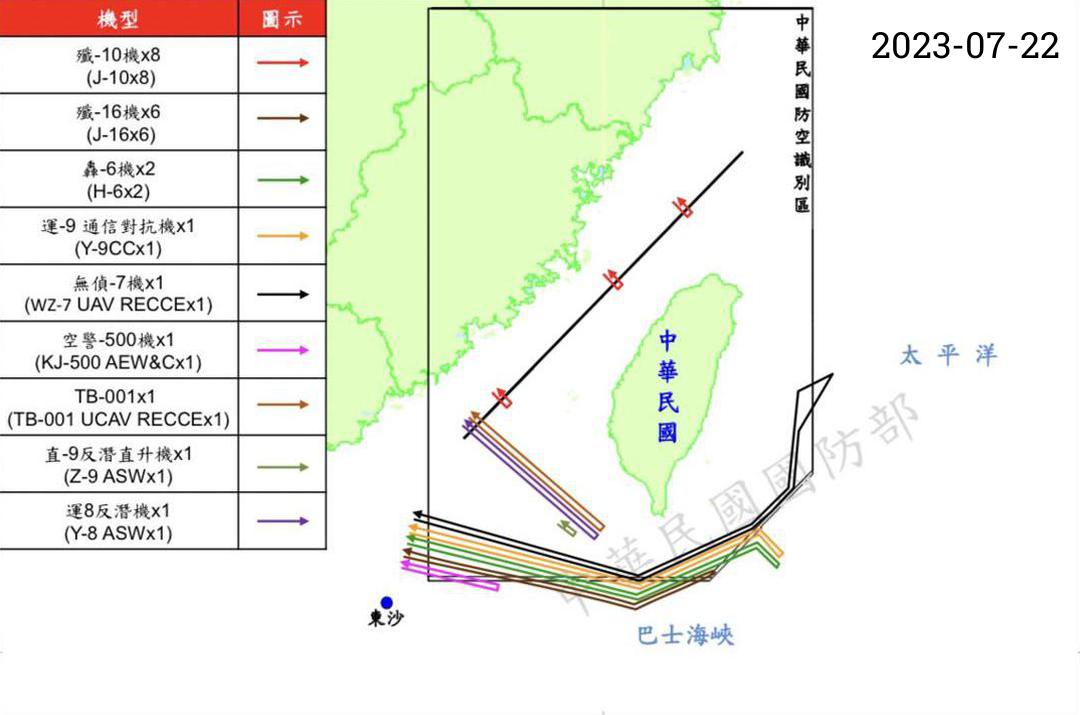 機型 圖示
殲-10機x8
(J-10x8)
殲-16機x6
(J-16x6)
轟-6機x2
(H-6x2)
運-9 通信對抗機x1
(Y-9CCx1)
無偵-7機x1
(WZ-7 UAV RECCEx1)
空警-500機x1
(KJ-500 AEW&Cx1)
TB-001x1
(TB-001 UCAV RECCEx1)
直-9反潛直升機x1
(Z-9 ASWx1)
運8反潛機x1
(Y-8 ASWx1)
2023-07-22
中華民國防空識別區
中華民國
太平洋
中華民國國防部
東沙
巴士海峽